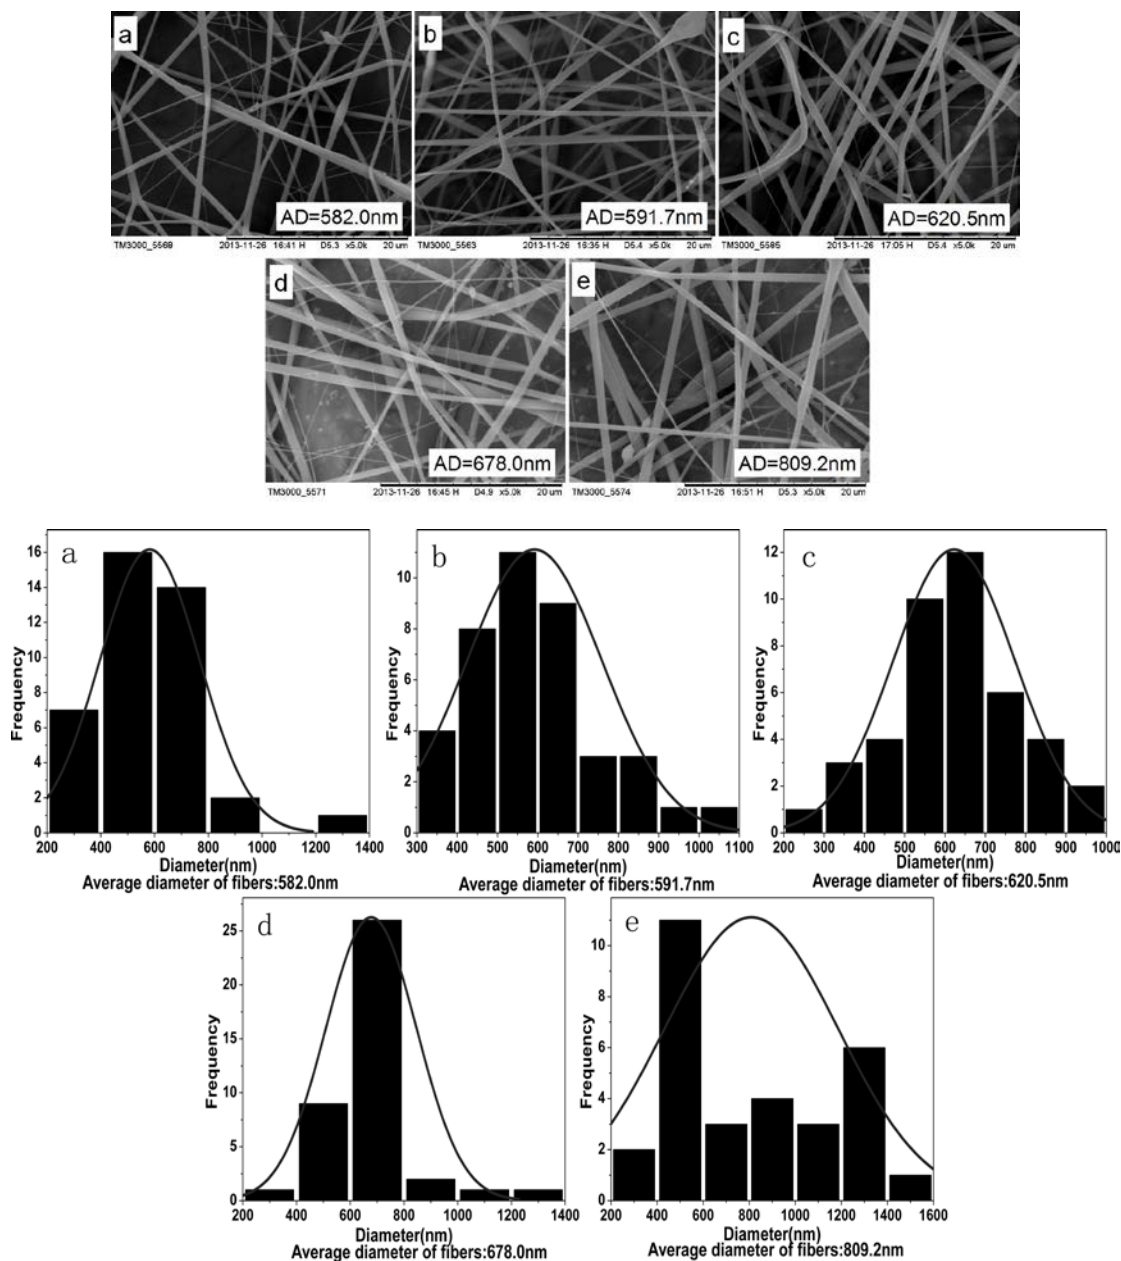 a
b
c
AD=582.0nm
AD=591.7nm
AD=620.5nm
TM3000_5569 2013-11-26 16:41 H D5.3 x5.0k 20 um
TM3000_5563 2013-11-26 16:35 H D5.4 x5.0k 20 um
TM3000_5585 2013-11-26 17:05 H D5.4 x5.0k 20 um
d
e
AD=678.0nm
AD=809.2nm
TM3000_5571 2013-11-26 16:45 H D4.9 x5.0k 20 um
TM3000_5574 2013-11-26 16:51 H D5.3 x5.0k 20 um
a
Frequency
16
14
12
10
8
6
4
2
0
200 400 600 800 1000 1200 1400
Diameter(nm)
Average diameter of fibers:582.0nm
b
Frequency
10
8
6
4
2
0
300 400 500 600 700 800 900 1000 1100
Diameter(nm)
Average diameter of fibers:591.7nm
c
Frequency
12
10
8
6
4
2
0
200 300 400 500 600 700 800 900 1000
Diameter(nm)
Average diameter of fibers:620.5nm
d
Frequency
25
20
15
10
5
0
200 400 600 800 1000 1200 1400
Diameter(nm)
Average diameter of fibers:678.0nm
e
Frequency
10
8
6
4
2
0
200 400 600 800 1000 1200 1400 1600
Diameter(nm)
Average diameter of fibers:809.2nm